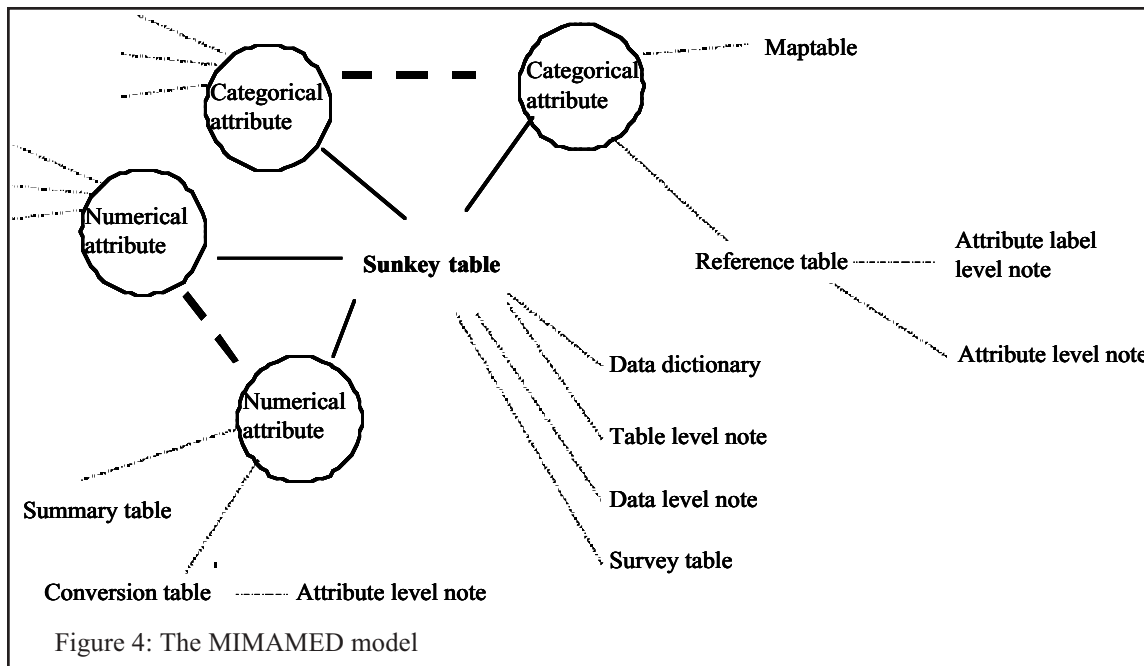 Maptable
Categorical
attribute
Categorical
attribute
Numerical
attribute
Sunkey table
Reference table
Attribute label
level note
Attribute level note
Data dictionary
Numerical
attribute
Table level note
Data level note
Summary table
Survey table
Conversion table
Attribute level note
Figure 4: The MIMAMED model